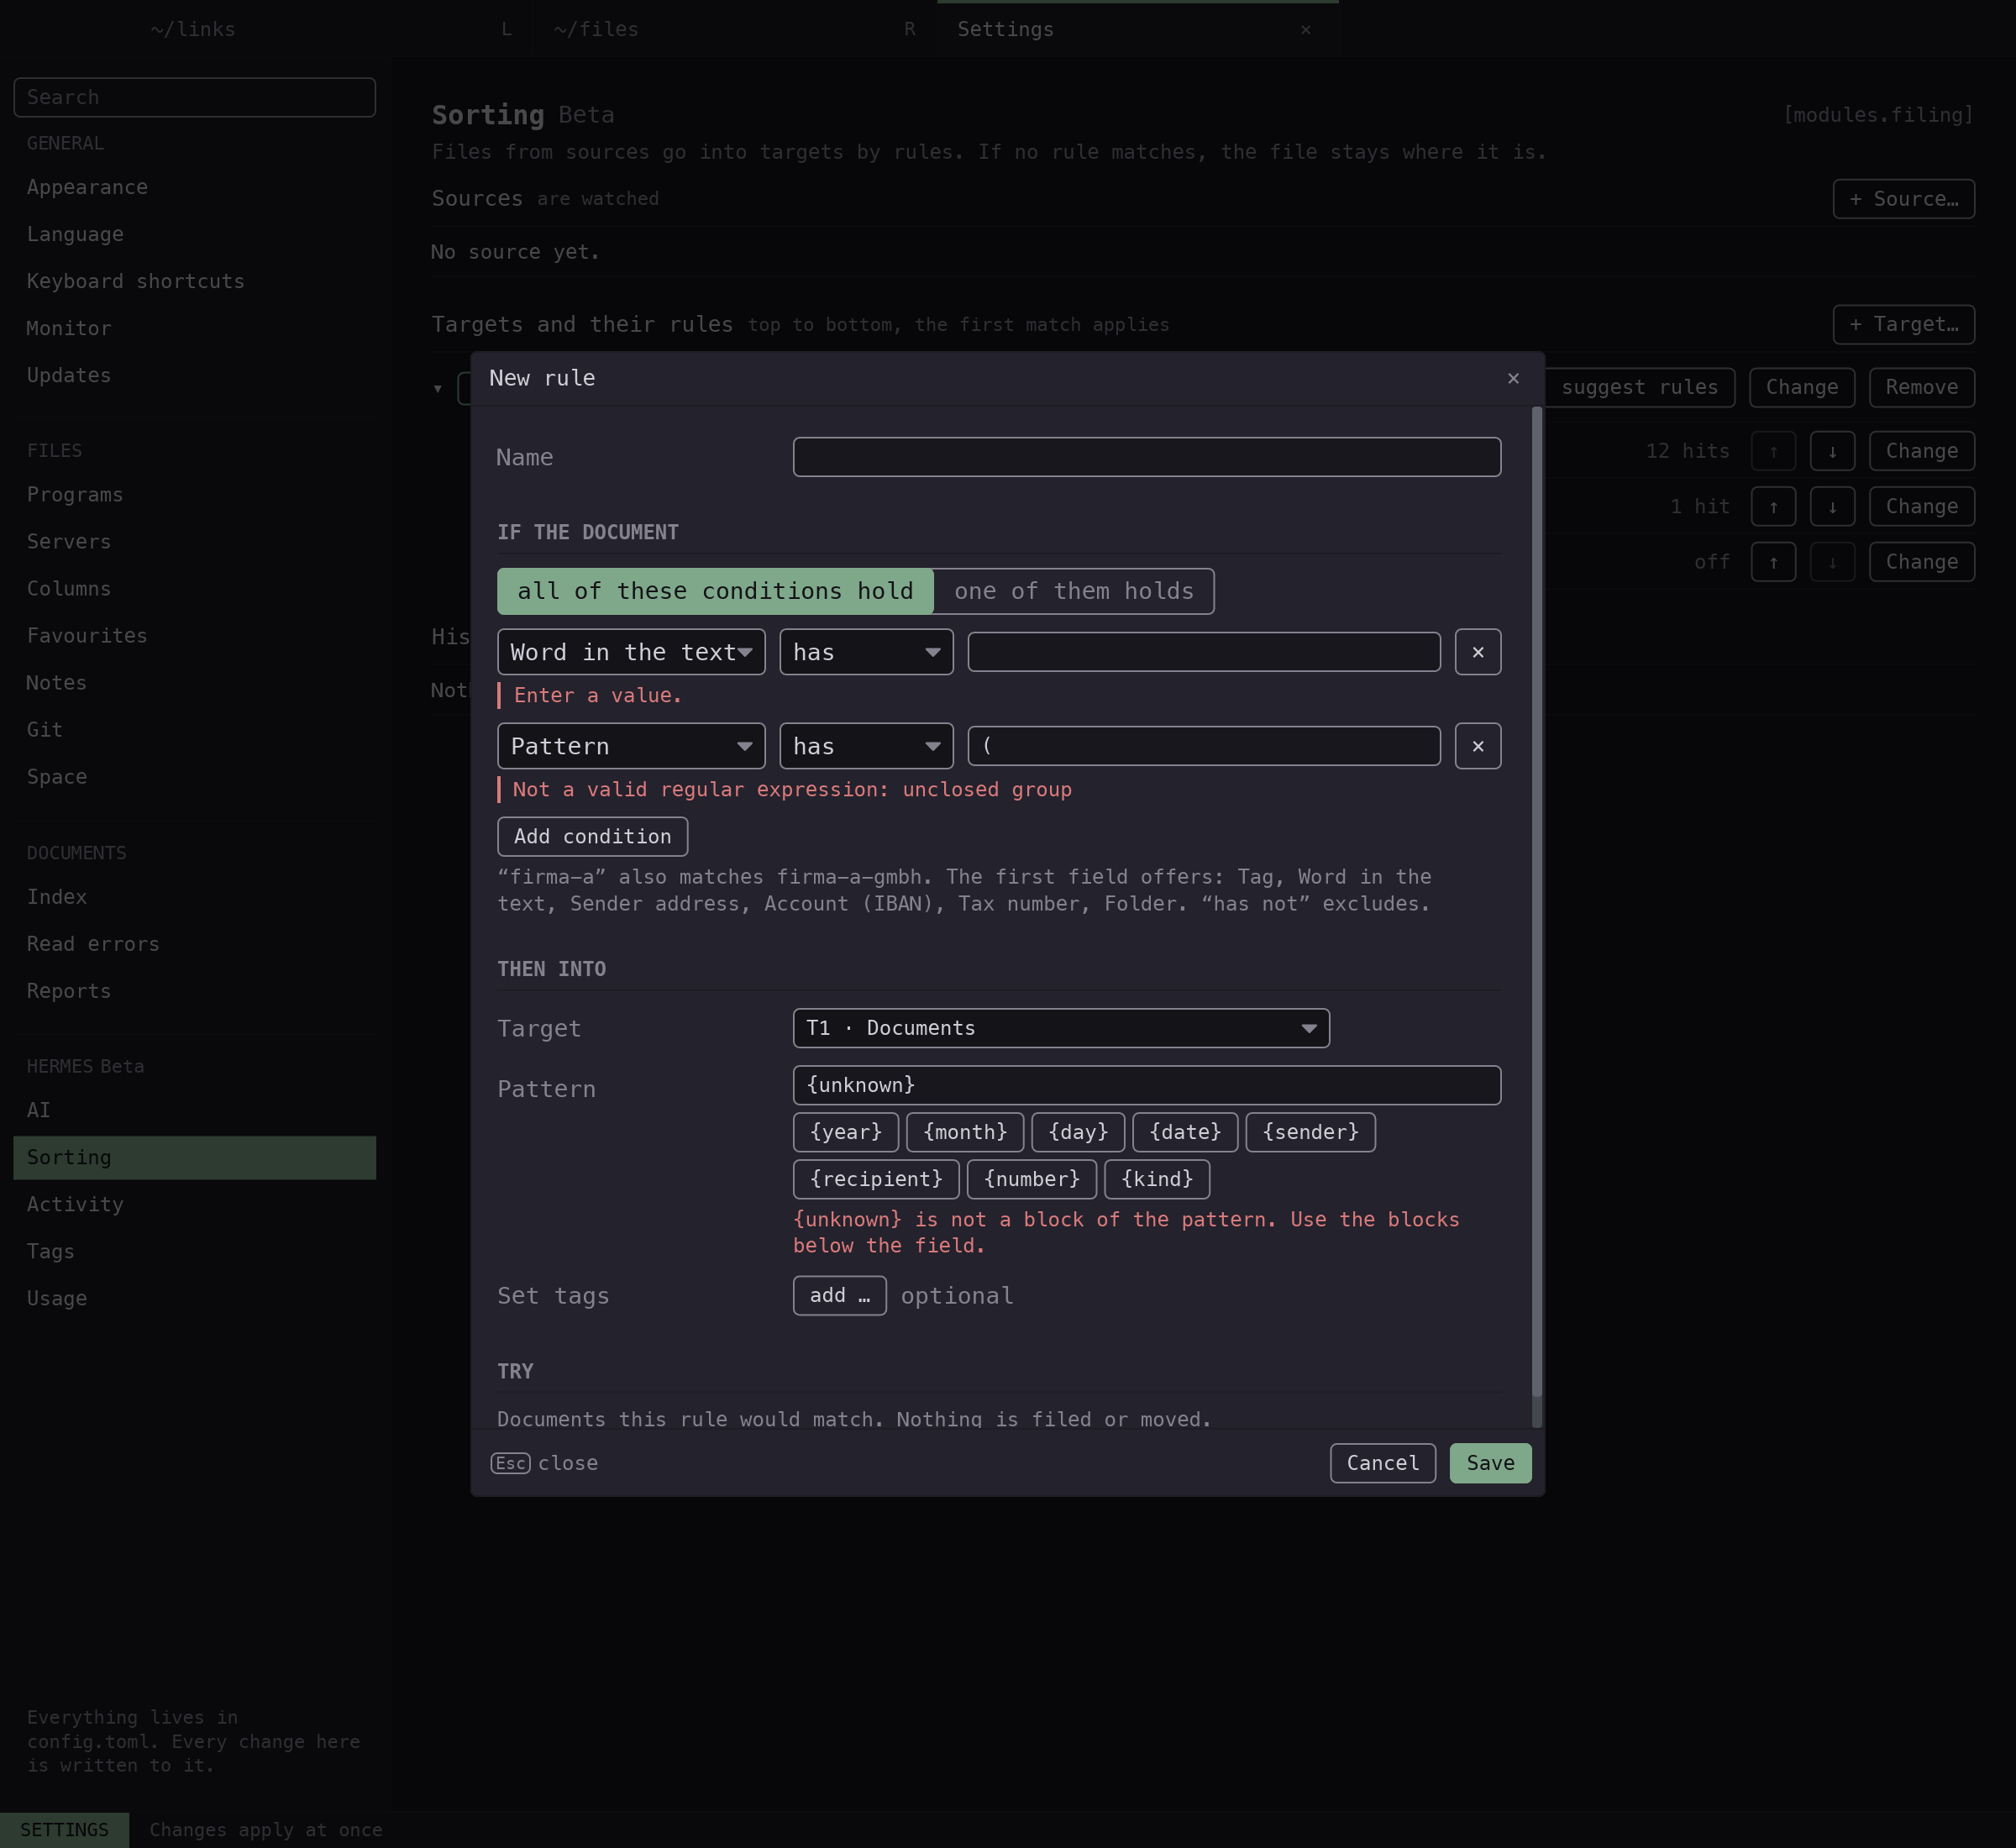 ~/links L ~/files R Settings ×
Search
GENERAL
Appearance
Language
Keyboard shortcuts
Monitor
Updates
FILES
Programs
Servers
Columns
Favourites
Notes
Git
Space
DOCUMENTS
Index
Read errors
Reports
HERMES Beta
AI
Sorting
Activity
Tags
Usage
Everything lives in
config.toml. Every change here
is written to it.
Sorting Beta [modules.filing]
Files from sources go into targets by rules. If no rule matches, the file stays where it is.
Sources are watched + Source…
No source yet.
Targets and their rules top to bottom, the first match applies + Target…
▾ suggest rules Change Remove
12 hits ↑ ↓ Change
1 hit ↑ ↓ Change
off ↑ ↓ Change
New rule ×
Name
IF THE DOCUMENT
all of these conditions hold one of them holds
Word in the text has ×
Enter a value.
Pattern has ( ×
Not a valid regular expression: unclosed group
Add condition
“firma-a” also matches firma-a-gmbh. The first field offers: Tag, Word in the
text, Sender address, Account (IBAN), Tax number, Folder. “has not” excludes.
THEN INTO
Target T1 · Documents
Pattern {unknown}
{year} {month} {day} {date} {sender}
{recipient} {number} {kind}
{unknown} is not a block of the pattern. Use the blocks
below the field.
Set tags add … optional
TRY
Documents this rule would match. Nothing is filed or moved.
Esc close Cancel Save
SETTINGS Changes apply at once